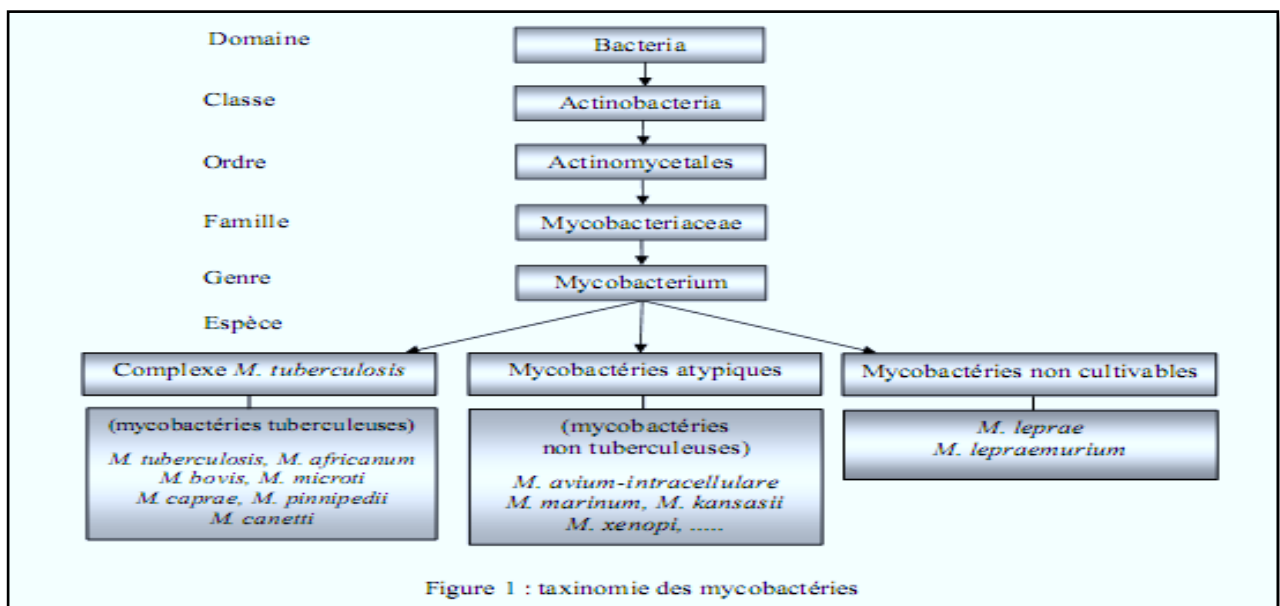 Domaine
Bacteria
Classe
Actinobacteria
Ordre
Actinomycetales
Famille
Mycobacteriaceae
Genre
Mycobacterium
Espèce
Complexe M. tuberculosis
(mycobactéries tuberculeuses)
M. tuberculosis, M. africanum
M. bovis, M. microti
M. caprae, M. pinnipedii
M. canetti
Mycobactéries atypiques
(mycobactéries
non tuberculeuses)
M. avium-intracellulare
M. marinum, M. kansasii
M. xenopi, .....
Mycobactéries non cultivables
M. leprae
M. lepraemurium
Figure 1 : taxinomie des mycobactéries